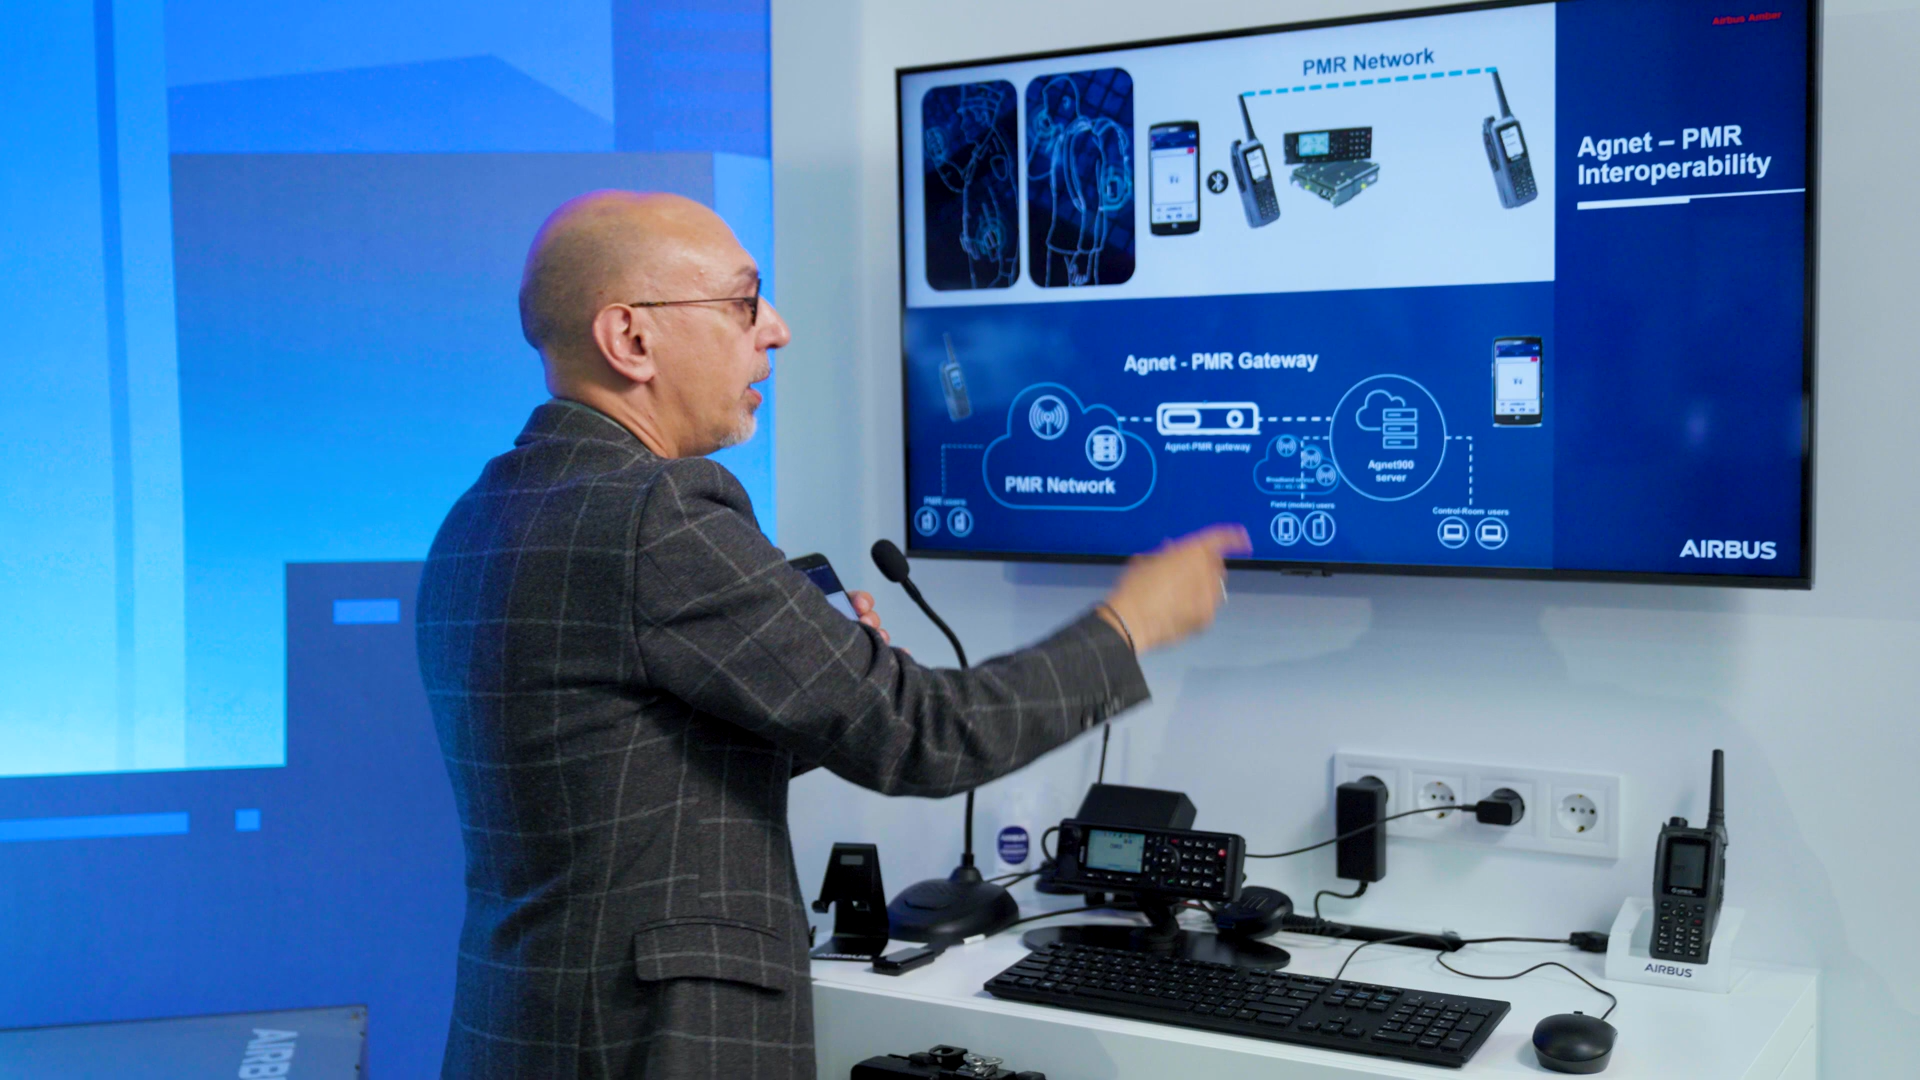 Airbus Amber
PMR Network
Agnet – PMR
Interoperability
Agnet - PMR Gateway
Agnet-PMR gateway
PMR Network
Agnet900
server
PMR users
Field (mobile) users
Control-Room users
AIRBUS
AIRBUS
AIRBUS